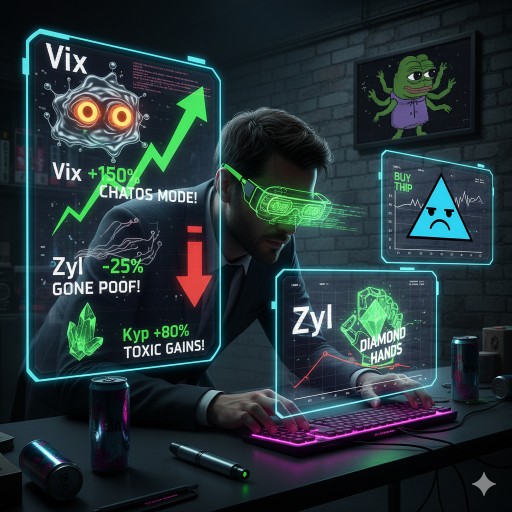 Vix
Vix +150%
CHATOS MODE!
Zyl -25%
GONE POOF!
Kyp +80%
TOXIC GAINS!
BUY
THIP
Zyl
DIAMOND
HANDS